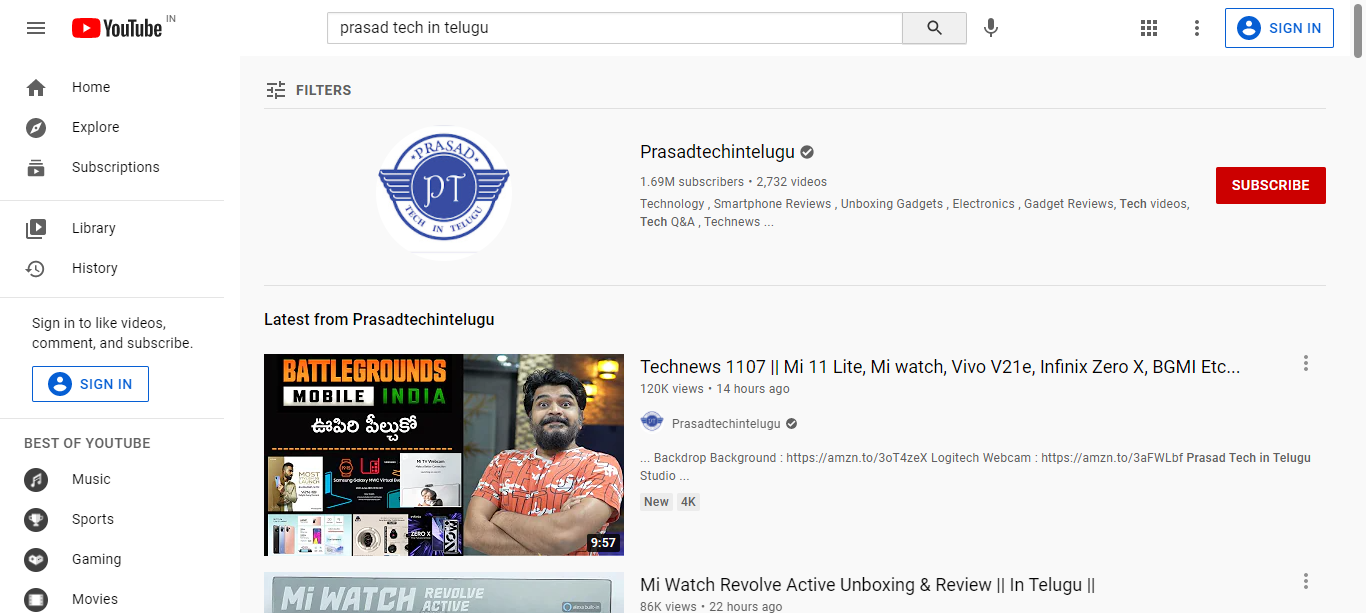 YouTube IN
prasad tech in telugu
SIGN IN
Home
Explore
Subscriptions
Library
History
Sign in to like videos,
comment, and subscribe.
SIGN IN
BEST OF YOUTUBE
Music
Sports
Gaming
Movies
FILTERS
PRASAD
PT
TECH IN TELUGU
Prasadtechintelugu
1.69M subscribers • 2,732 videos
Technology , Smartphone Reviews , Unboxing Gadgets , Electronics , Gadget Reviews, Tech videos,
Tech Q&A , Technews ...
SUBSCRIBE
Latest from Prasadtechintelugu
BATTLEGROUNDS
MOBILE INDIA
ఊపిరి పీల్చుకో
Mi TV Webcam
ZERO X
9:57
Technews 1107 || Mi 11 Lite, Mi watch, Vivo V21e, Infinix Zero X, BGMI Etc...
120K views • 14 hours ago
Prasadtechintelugu
... Backdrop Background : https://amzn.to/3oT4zeX Logitech Webcam : https://amzn.to/3aFWLbf Prasad Tech in Telugu
Studio ...
New 4K
Mi WATCH REVOLVE
ACTIVE
Mi Watch Revolve Active Unboxing & Review || In Telugu ||
86K views • 22 hours ago